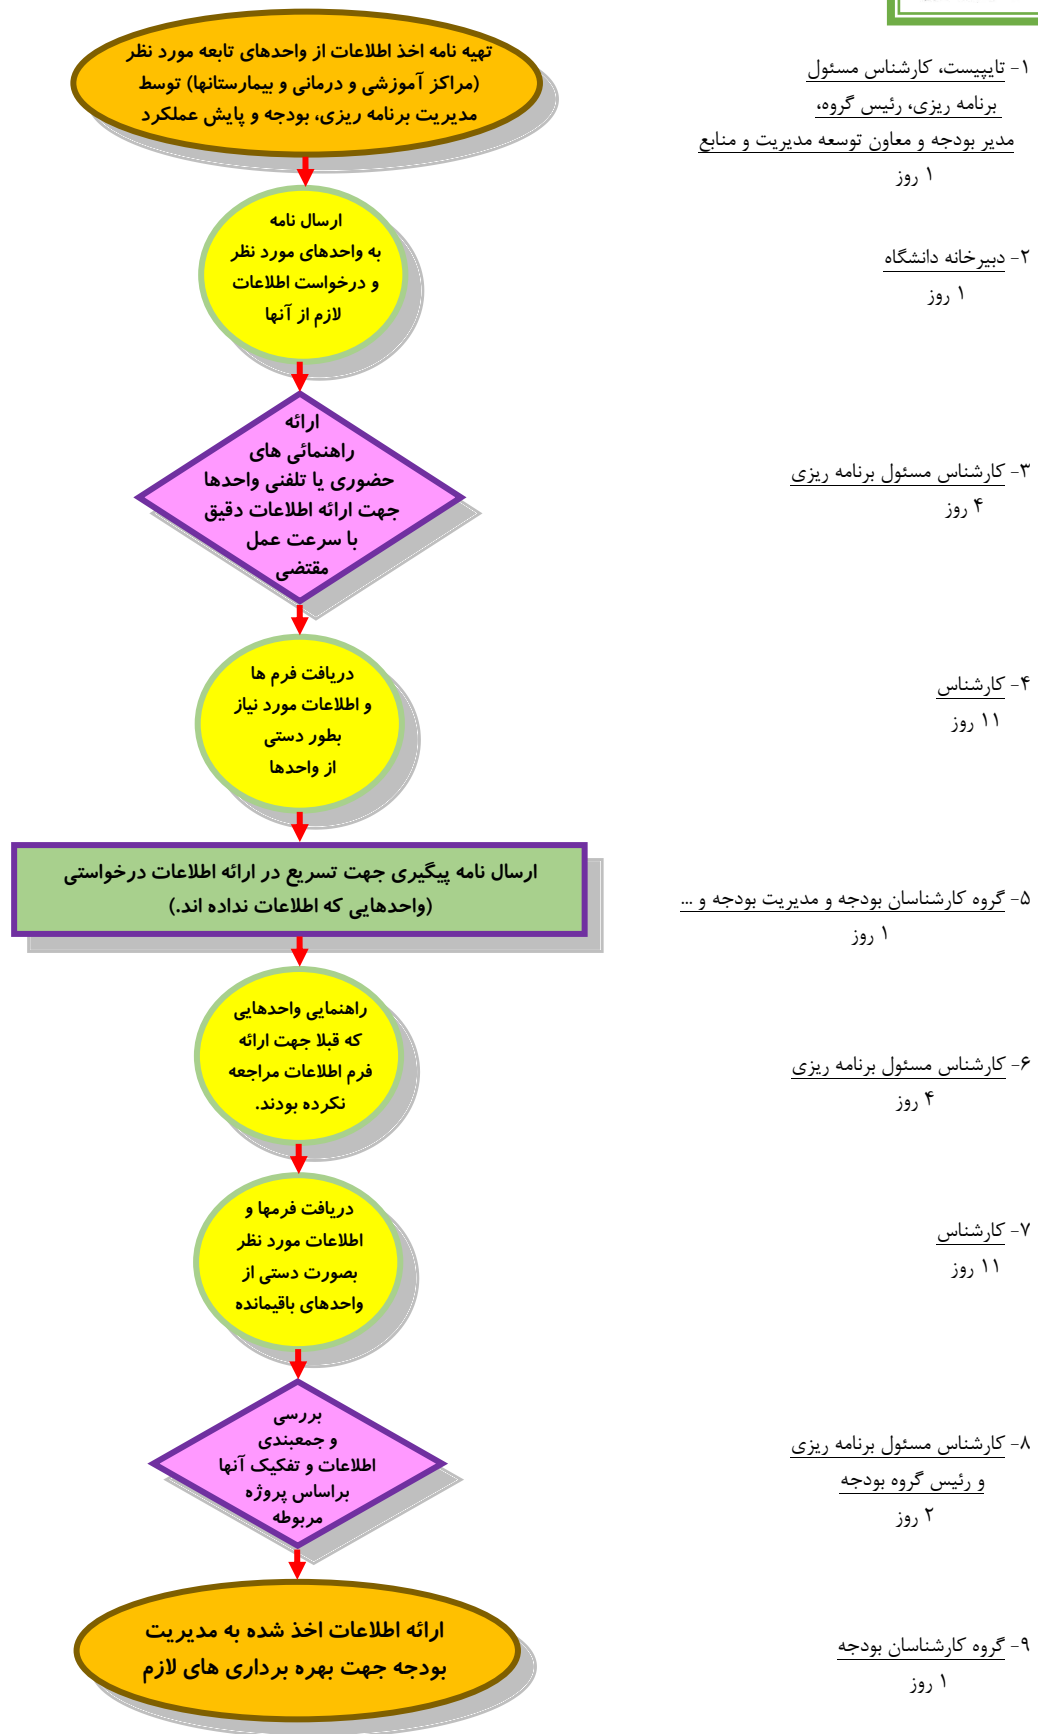 تهیه نامه اخذ اطلاعات از واحدهای تابعه مورد نظر
(مراکز آموزشی و درمانی و بیمارستانها) توسط
مدیریت برنامه ریزی، بودجه و پایش عملکرد
۱- تایپیست، کارشناس مسئول
برنامه ریزی، رئیس گروه،
مدیر بودجه و معاون توسعه مدیریت و منابع
۱ روز
ارسال نامه
به واحدهای مورد نظر
و درخواست اطلاعات
لازم از آنها
۲- دبیرخانه دانشگاه
۱ روز
ارائه
راهنمائی های
حضوری یا تلفنی واحدها
جهت ارائه اطلاعات دقیق
با سرعت عمل
مقتضی
۳- کارشناس مسئول برنامه ریزی
۴ روز
دریافت فرم ها
و اطلاعات مورد نیاز
بطور دستی
از واحدها
۴- کارشناس
۱۱ روز
ارسال نامه پیگیری جهت تسریع در ارائه اطلاعات درخواستی
(واحدهایی که اطلاعات نداده اند.)
۵- گروه کارشناسان بودجه و مدیریت بودجه و ...
۱ روز
راهنمایی واحدهایی
که قبلا جهت ارائه
فرم اطلاعات مراجعه
نکرده بودند.
۶- کارشناس مسئول برنامه ریزی
۴ روز
دریافت فرمها و
اطلاعات مورد نظر
بصورت دستی از
واحدهای باقیمانده
۷- کارشناس
۱۱ روز
بررسی
و جمعبندی
اطلاعات و تفکیک آنها
براساس پروژه
مربوطه
۸- کارشناس مسئول برنامه ریزی
و رئیس گروه بودجه
۲ روز
ارائه اطلاعات اخذ شده به مدیریت
بودجه جهت بهره برداری های لازم
۹- گروه کارشناسان بودجه
۱ روز